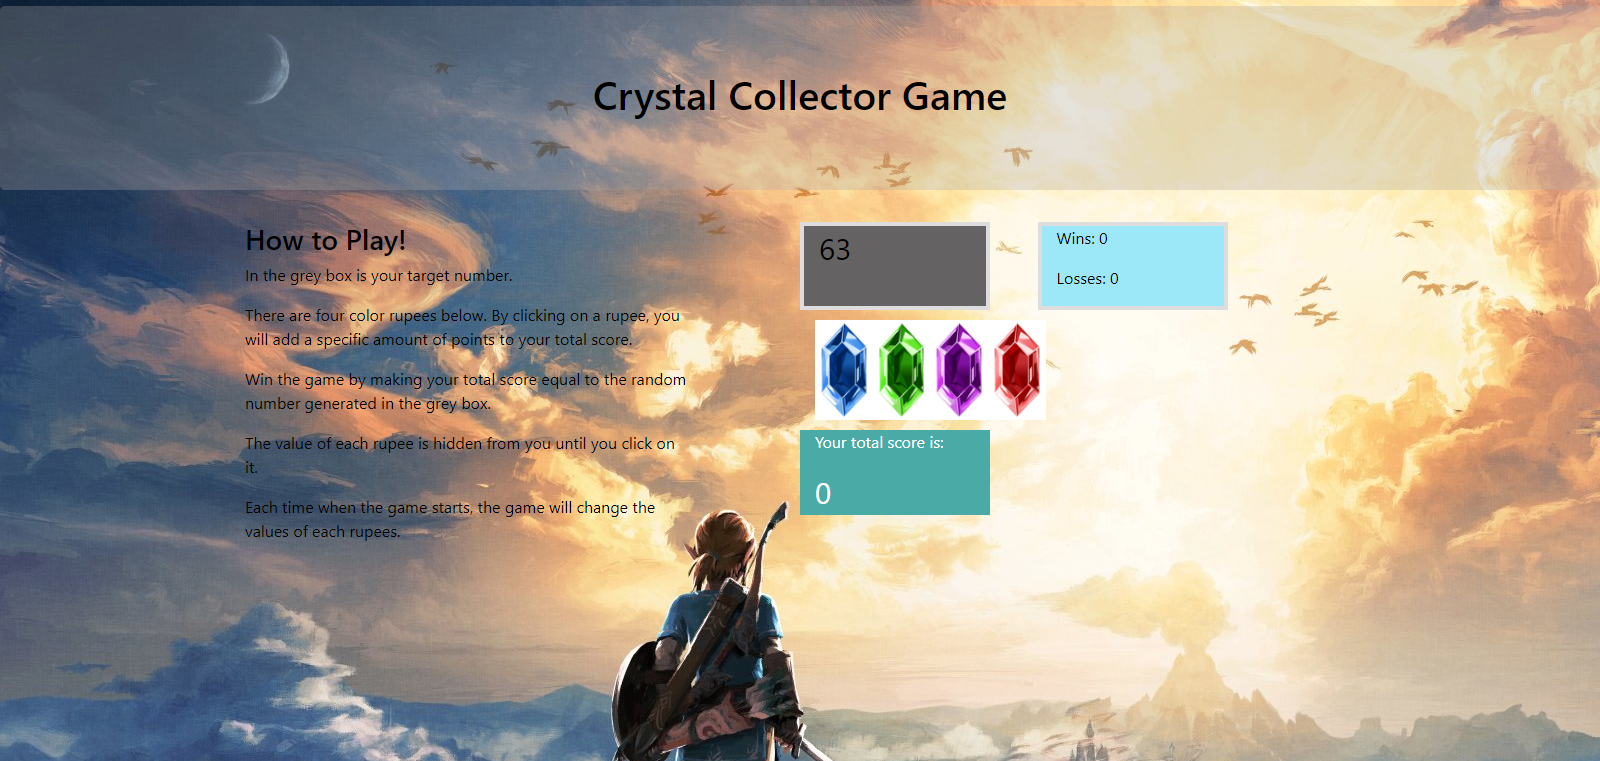 Crystal Collector Game
How to Play!
In the grey box is your target number.
There are four color rupees below. By clicking on a rupee, you
will add a specific amount of points to your total score.
Win the game by making your total score equal to the random
number generated in the grey box.
The value of each rupee is hidden from you until you click on
it.
Each time when the game starts, the game will change the
values of each rupees.
63
Wins: 0
Losses: 0
Your total score is:
0